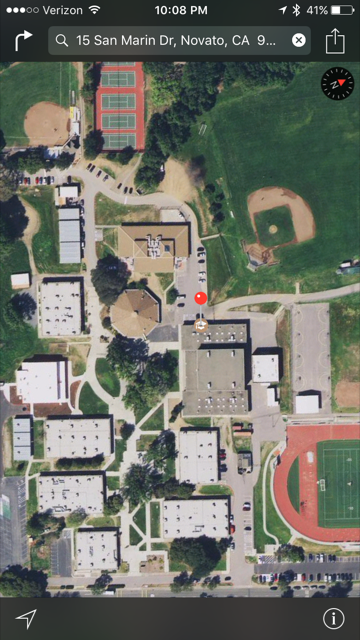 Verizon 10:08 PM 41%
15 San Marin Dr, Novato, CA 9...
N